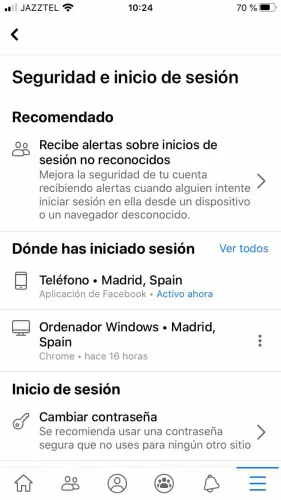 JAZZTEL 10:24 70 %
Seguridad e inicio de sesión
Recomendado
Recibe alertas sobre inicios de
sesión no reconocidos
Mejora la seguridad de tu cuenta
recibiendo alertas cuando alguien intente
iniciar sesión en ella desde un dispositivo
o un navegador desconocido.
Dónde has iniciado sesión Ver todos
Teléfono • Madrid, Spain
Aplicación de Facebook • Activo ahora
Ordenador Windows • Madrid,
Spain
Chrome • hace 16 horas
Inicio de sesión
Cambiar contraseña
Se recomienda usar una contraseña
segura que no uses para ningún otro sitio